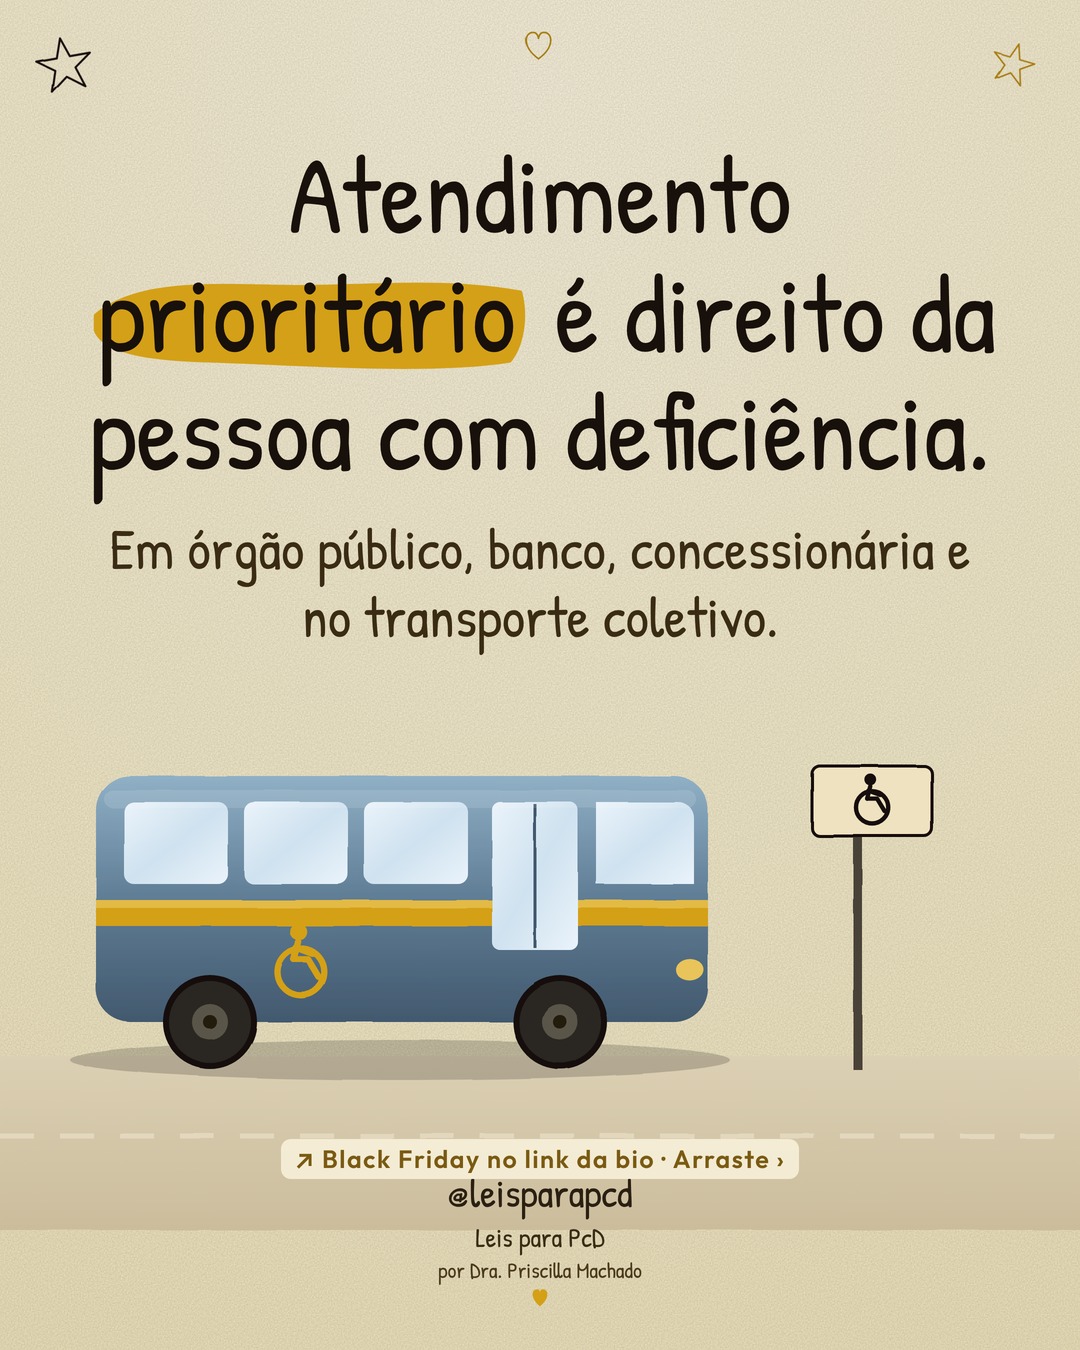 Atendimento
prioritário é direito da
pessoa com deficiência.
Em órgão público, banco, concessionária e
no transporte coletivo.
↗ Black Friday no link da bio · Arraste ›
@leisparapcd
Leis para PcD
por Dra. Priscilla Machado